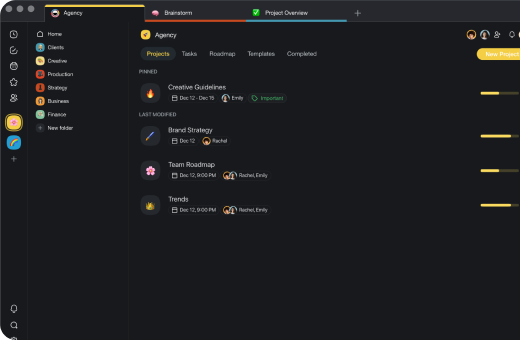 Agency
Brainstorm
Project Overview
Home
Clients
Creative
Production
Strategy
Business
Finance
New folder
Agency
Projects
Tasks
Roadmap
Templates
Completed
New Project
PINNED
Creative Guidelines
Dec 12 - Dec 15
Emily
Important
LAST MODIFIED
Brand Strategy
Dec 12
Rachel
Team Roadmap
Dec 12, 9:00 PM
Rachel, Emily
Trends
Dec 12, 9:00 PM
Rachel, Emily